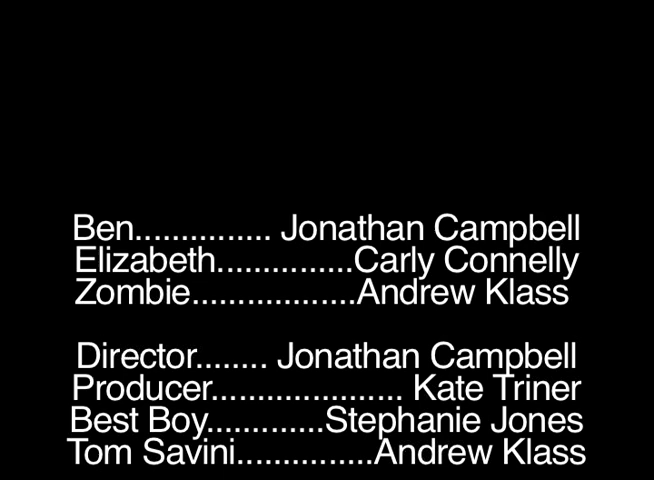 Ben............... Jonathan Campbell
Elizabeth...............Carly Connelly
Zombie..................Andrew Klass
Director........ Jonathan Campbell
Producer..................... Kate Triner
Best Boy.............Stephanie Jones
Tom Savini...............Andrew Klass